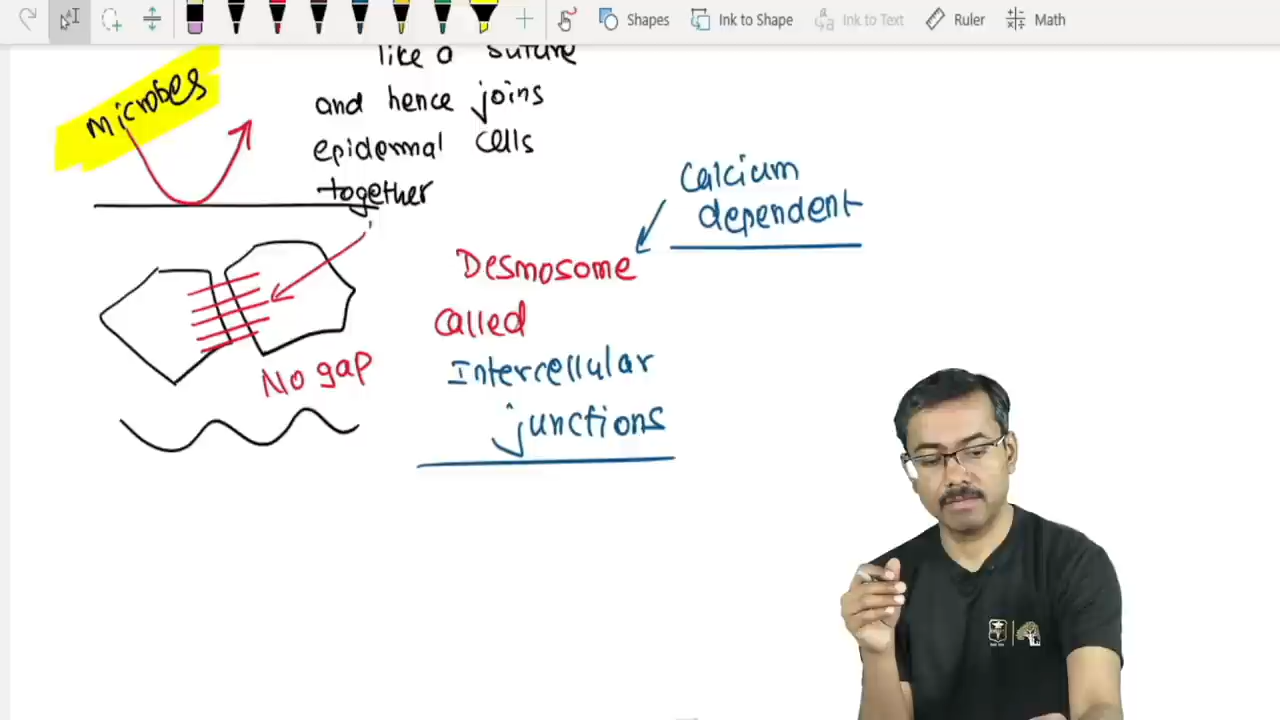 Shapes
Ink to Shape
Ink to Text
Ruler
Math
like a suture
and hence joins
epidermal cells
together
Microbes
Calcium
dependent
Desmosome
Called
Intercellular
junctions
No gap